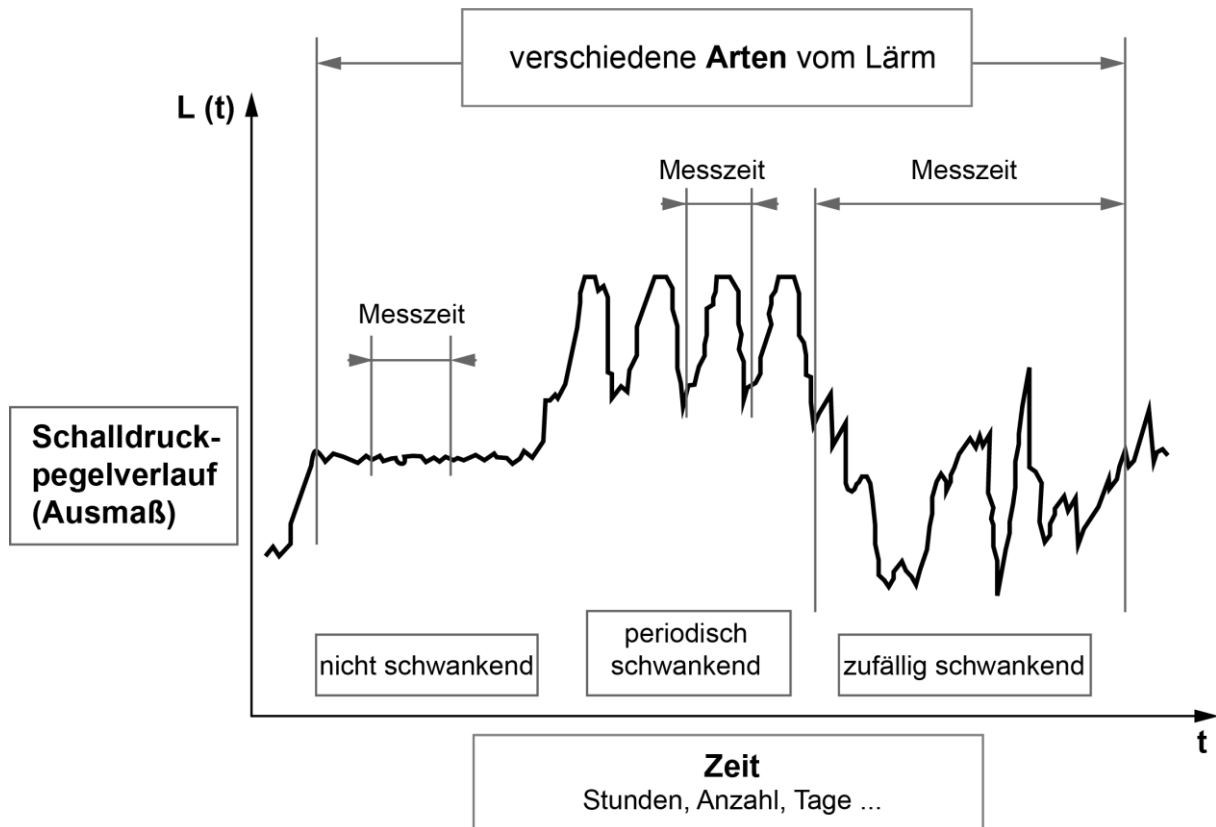 verschiedene Arten vom Lärm
L (t)
Messzeit
Messzeit
Messzeit
Schalldruck-
pegelverlauf
(Ausmaß)
nicht schwankend
periodisch
schwankend
zufällig schwankend
t
Zeit
Stunden, Anzahl, Tage ...